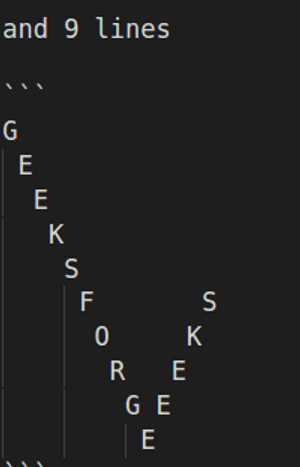 and 9 lines
```
G
 E
  E
   K
    S
     F       S
      O     K
       R   E
        G E
         E
```